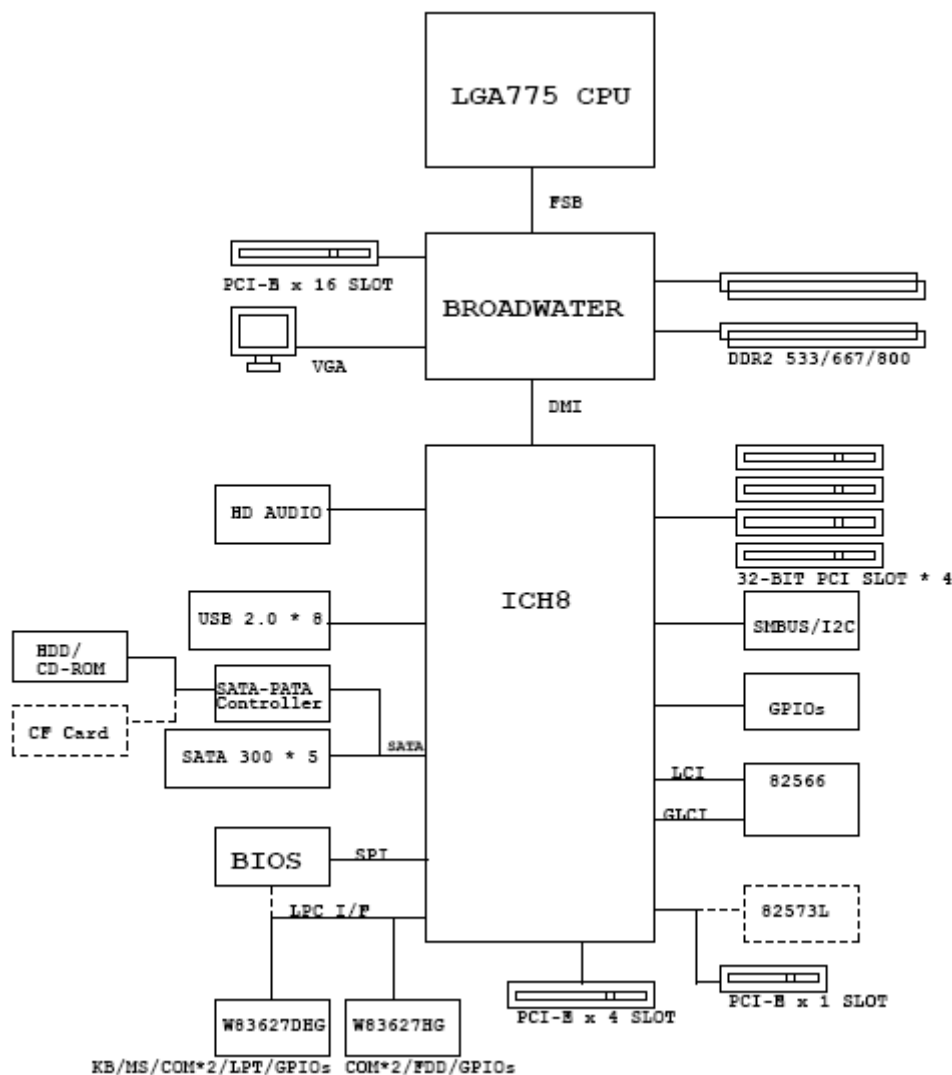 LGA775 CPU
FSB
PCI-E x 16 SLOT
BROADWATER
VGA
DDR2 533/667/800
DMI
HD AUDIO
32-BIT PCI SLOT * 4
ICH8
USB 2.0 * 8
SMBUS/I2C
HDD/
CD-ROM
SATA-PATA
Controller
GPIOs
CF Card
SATA 300 * 5
SATA
LCI
82566
GLCI
BIOS
SPI
LPC I/F
82573L
PCI-E x 4 SLOT
PCI-E x 1 SLOT
W83627DHG
W83627HG
KB/MS/COM*2/LPT/GPIOs
COM*2/FDD/GPIOs